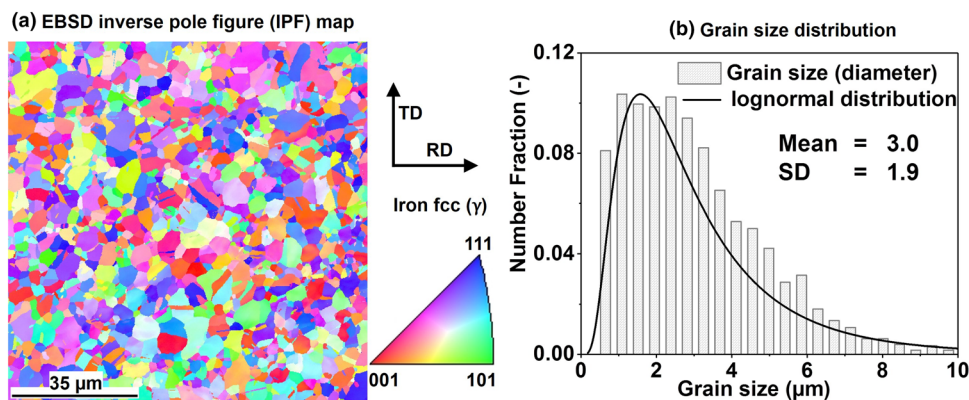 (a) EBSD inverse pole figure (IPF) map
TD
RD
Iron fcc (γ)
111
001
101
35 µm
(b) Grain size distribution
Grain size (diameter)
lognormal distribution
Mean = 3.0
SD = 1.9
Number Fraction (-)
0.12
0.08
0.04
0.00
0 2 4 6 8 10
Grain size (µm)